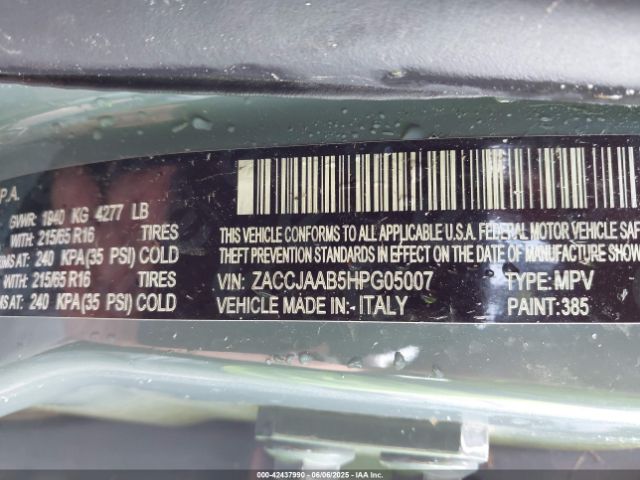 P.A.
GVWR: 1940 KG 4277 LB
WITH: 215/65 R16 TIRES
RIMS AT: 240 KPA (35 PSI) COLD
WITH: 215/65 R16 TIRES
RIMS AT: 240 KPA (35 PSI) COLD
THIS VEHICLE CONFORMS TO ALL APPLICABLE U.S.A. FEDERAL MOTOR VEHICLE SAF
THEFT PREVENTION STANDARDS IN EFFECT ON THE DATE OF MANUFACTURE SHOWN
VIN: ZACCJAAB5HPG05007 TYPE: MPV
VEHICLE MADE IN:- ITALY PAINT: 385
000-42437990 - 06/06/2025 - IAA Inc.